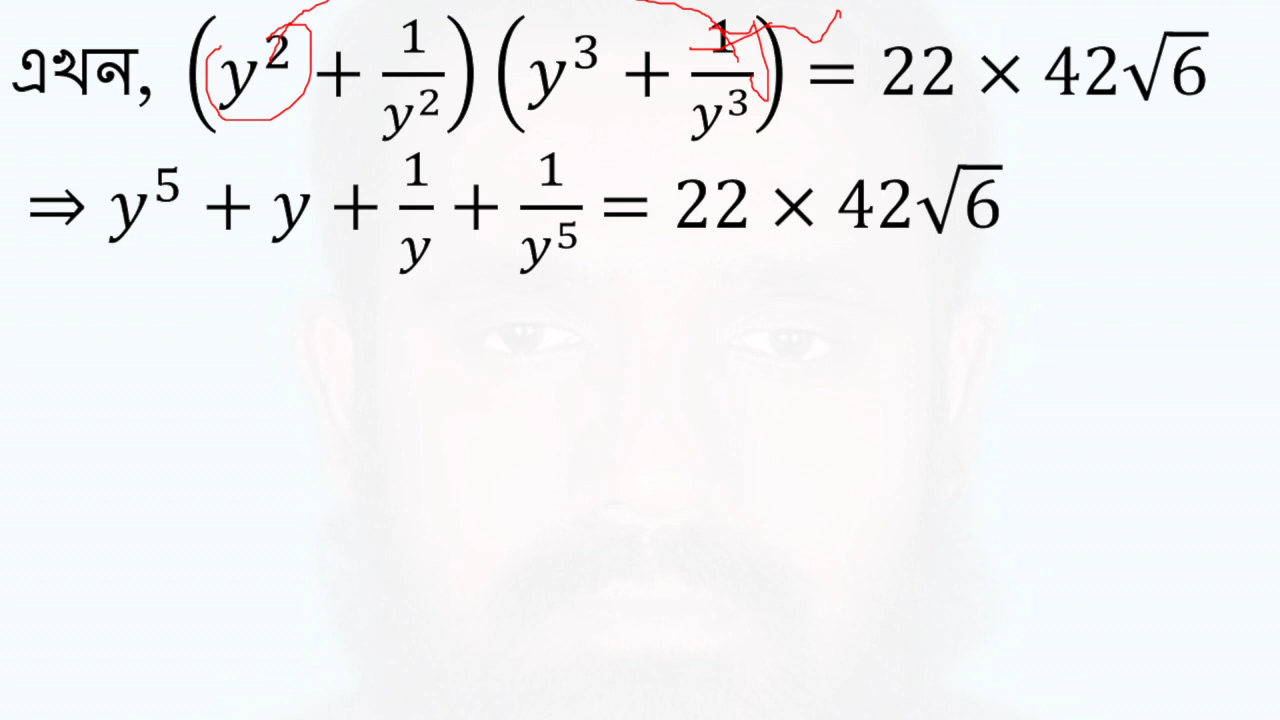 এখন, (y² + 1/y²)(y³ + 1/y³) = 22 × 42√6
⇒ y⁵ + y + 1/y + 1/y⁵ = 22 × 42√6